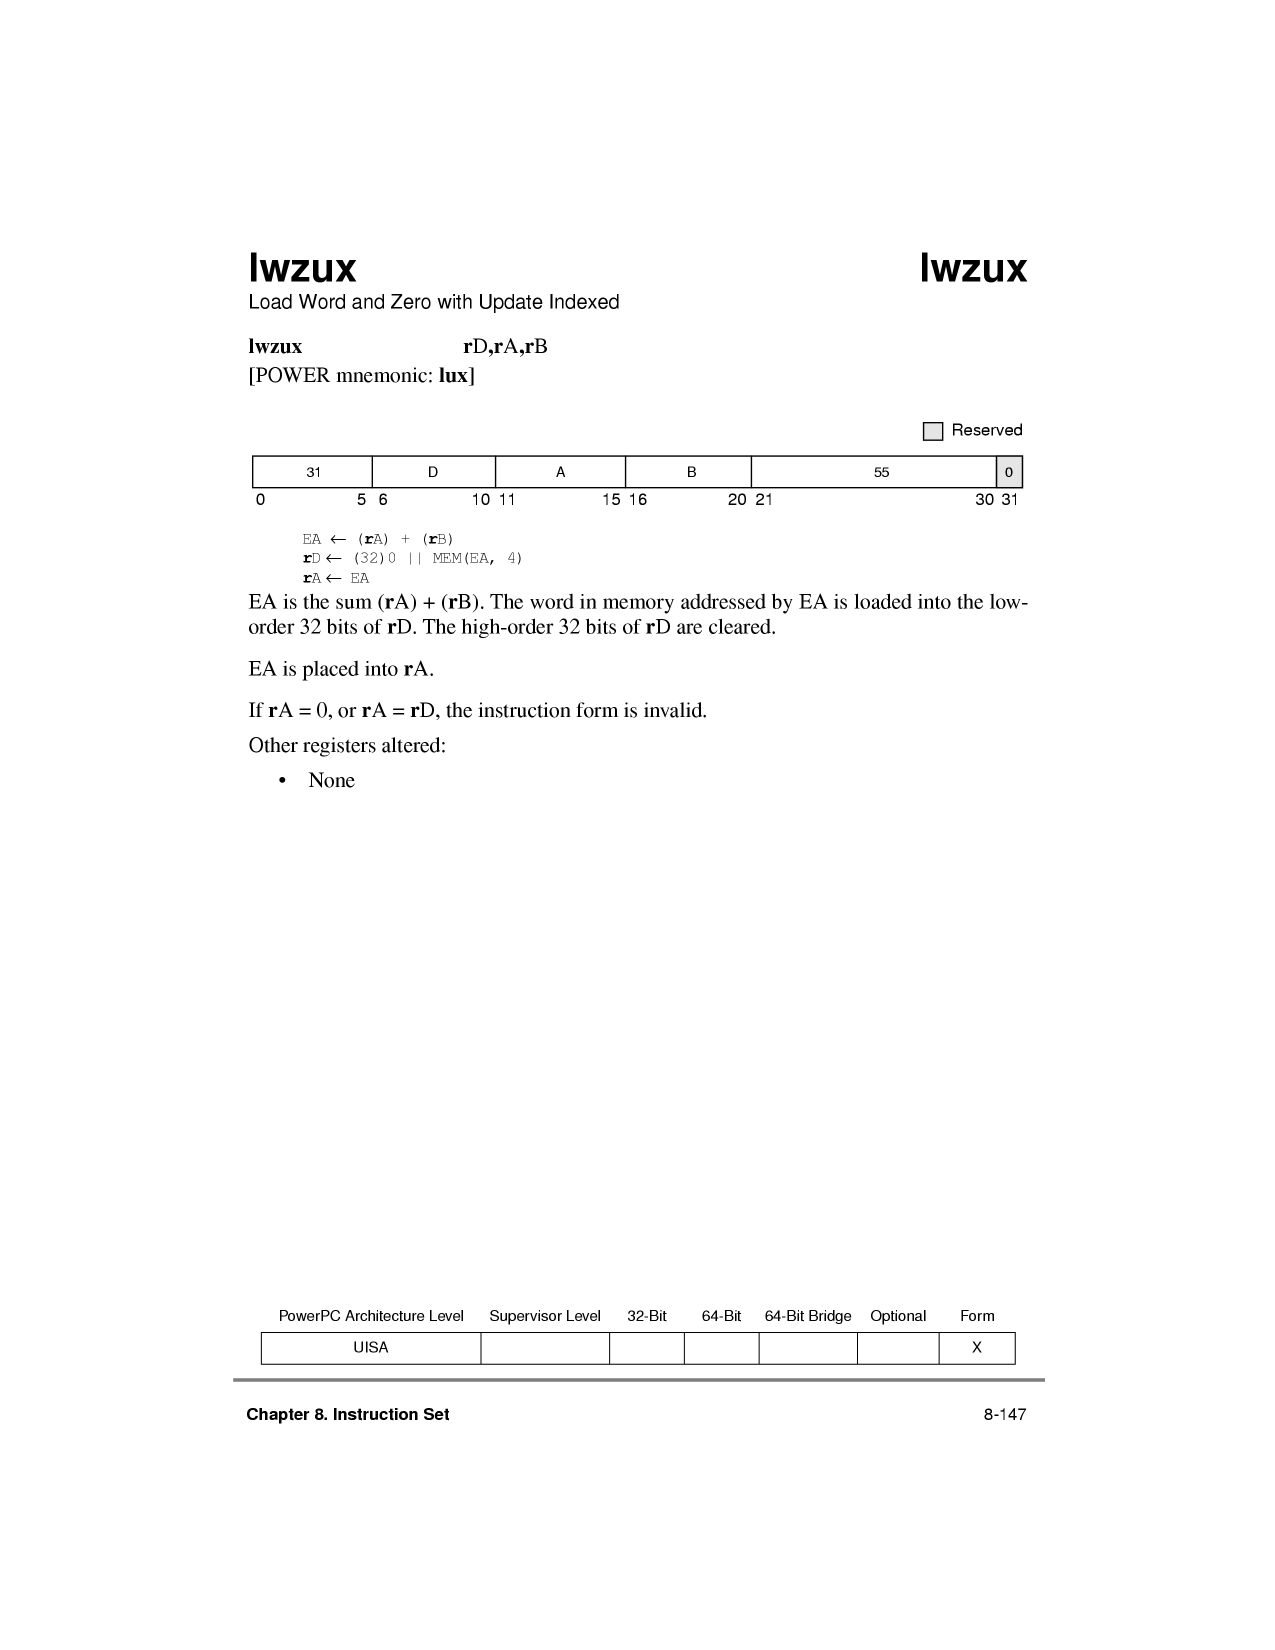 lwzux lwzux
Load Word and Zero with Update Indexed
lwzux rD,rA,rB
[POWER mnemonic: lux]
Reserved
31 D A B 55 0
0 5 6 10 11 15 16 20 21 30 31
EA ← (rA) + (rB)
rD ← (32)0 || MEM(EA, 4)
rA ← EA
EA is the sum (rA) + (rB). The word in memory addressed by EA is loaded into the low-
order 32 bits of rD. The high-order 32 bits of rD are cleared.
EA is placed into rA.
If rA = 0, or rA = rD, the instruction form is invalid.
Other registers altered:
• None
PowerPC Architecture Level Supervisor Level 32-Bit 64-Bit 64-Bit Bridge Optional Form
UISA X
Chapter 8. Instruction Set 8-147